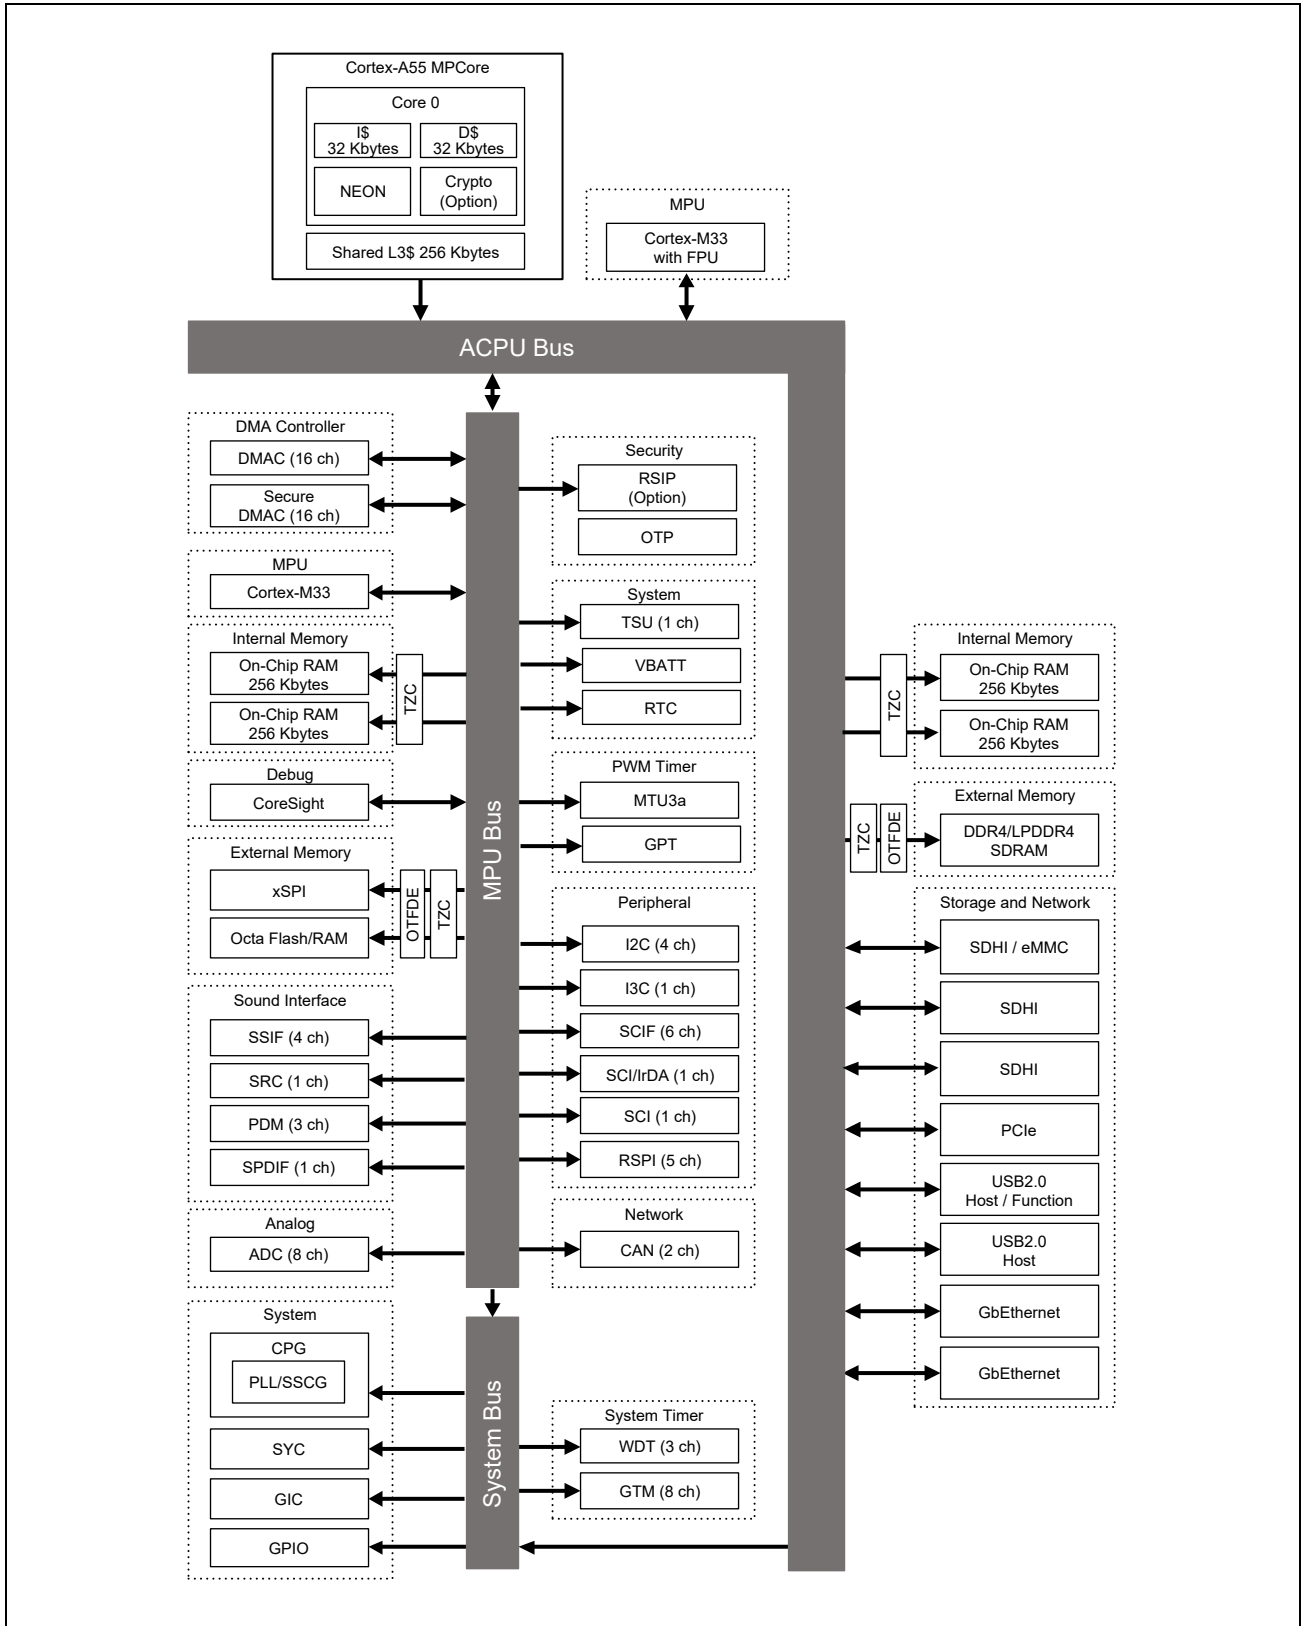 Cortex-A55 MPCore
Core 0
I$
32 Kbytes
D$
32 Kbytes
NEON
Crypto
(Option)
Shared L3$ 256 Kbytes
MPU
Cortex-M33
with FPU
ACPU Bus
DMA Controller
DMAC (16 ch)
Secure
DMAC (16 ch)
MPU
Cortex-M33
Internal Memory
On-Chip RAM
256 Kbytes
On-Chip RAM
256 Kbytes
TZC
Debug
CoreSight
External Memory
xSPI
Octa Flash/RAM
OTFDE
TZC
Sound Interface
SSIF (4 ch)
SRC (1 ch)
PDM (3 ch)
SPDIF (1 ch)
Analog
ADC (8 ch)
System
CPG
PLL/SSCG
SYC
GIC
GPIO
MPU Bus
System Bus
Security
RSIP
(Option)
OTP
System
TSU (1 ch)
VBATT
RTC
PWM Timer
MTU3a
GPT
Peripheral
I2C (4 ch)
I3C (1 ch)
SCIF (6 ch)
SCI/IrDA (1 ch)
SCI (1 ch)
RSPI (5 ch)
Network
CAN (2 ch)
System Timer
WDT (3 ch)
GTM (8 ch)
Internal Memory
TZC
On-Chip RAM
256 Kbytes
On-Chip RAM
256 Kbytes
External Memory
TZC
OTFDE
DDR4/LPDDR4
SDRAM
Storage and Network
SDHI / eMMC
SDHI
SDHI
PCIe
USB2.0
Host / Function
USB2.0
Host
GbEthernet
GbEthernet